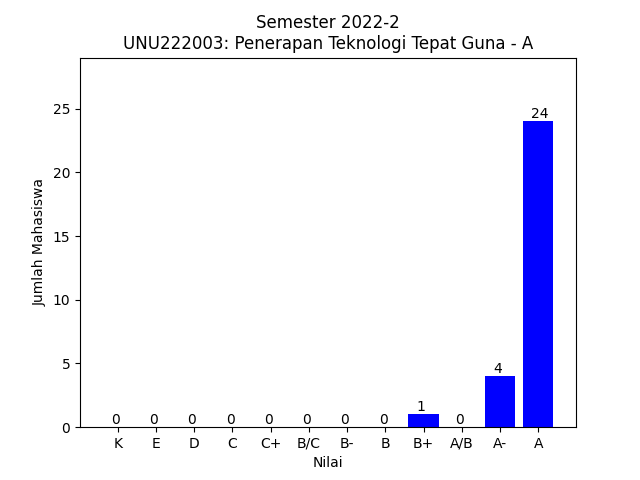 Semester 2022-2
UNU222003: Penerapan Teknologi Tepat Guna - A
25
20
15
10
5
0
Jumlah Mahasiswa
0 0 0 0 0 0 0 0 1 0 4 24
K E D C C+ B/C B- B B+ A/B A- A
Nilai